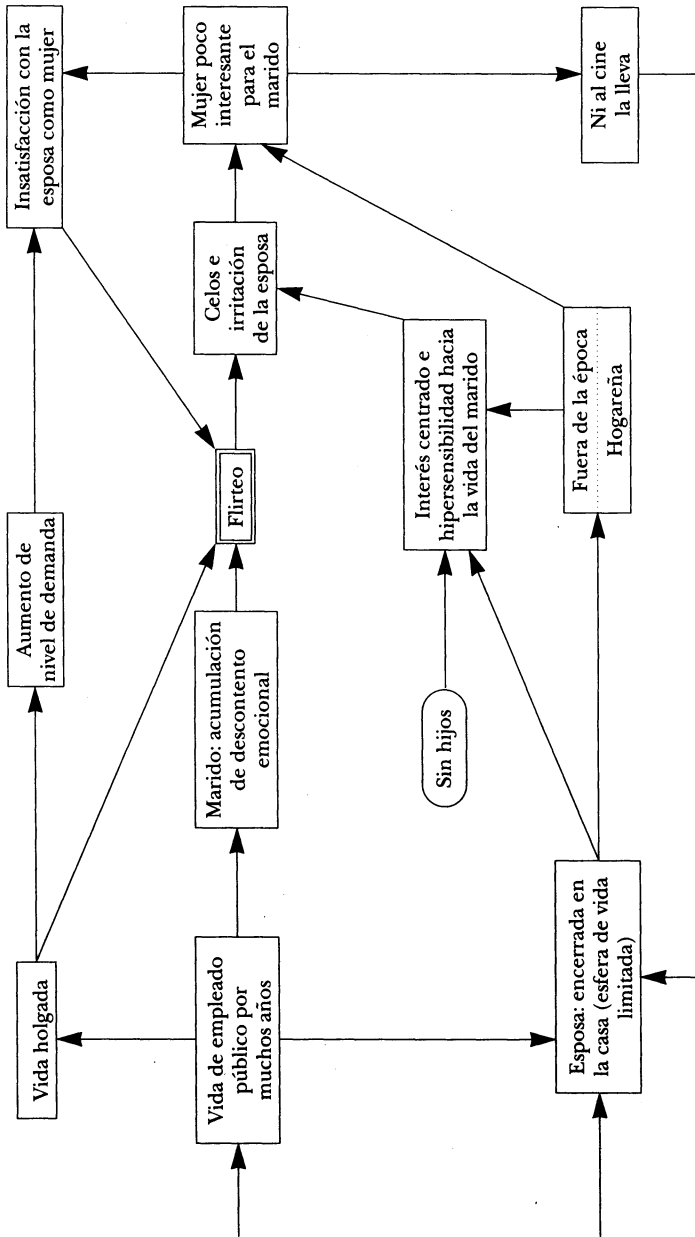 Vida holgada
Aumento de
nivel de demanda
Insatisfacción con la
esposa como mujer
Vida de empleado
público por
muchos años
Marido: acumulación
de descontento
emocional
Flirteo
Celos e
irritación
de la esposa
Mujer poco
interesante
para el
marido
Sin hijos
Interés centrado e
hipersensibilidad hacia
la vida del marido
Esposa: encerrada en
la casa (esfera de vida
limitada)
Fuera de la época
Hogareña
Ni al cine
la lleva